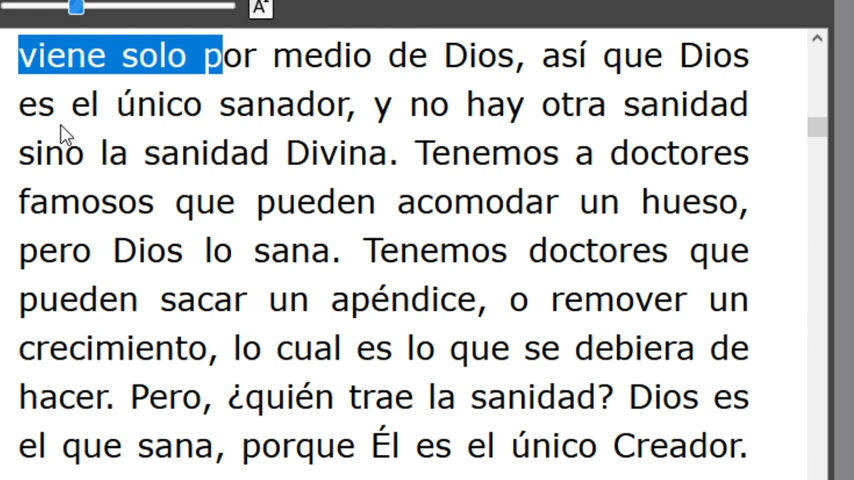 A
viene solo por medio de Dios, así que Dios
es el único sanador, y no hay otra sanidad
sino la sanidad Divina. Tenemos a doctores
famosos que pueden acomodar un hueso,
pero Dios lo sana. Tenemos doctores que
pueden sacar un apéndice, o remover un
crecimiento, lo cual es lo que se debiera de
hacer. Pero, ¿quién trae la sanidad? Dios es
el que sana, porque Él es el único Creador.